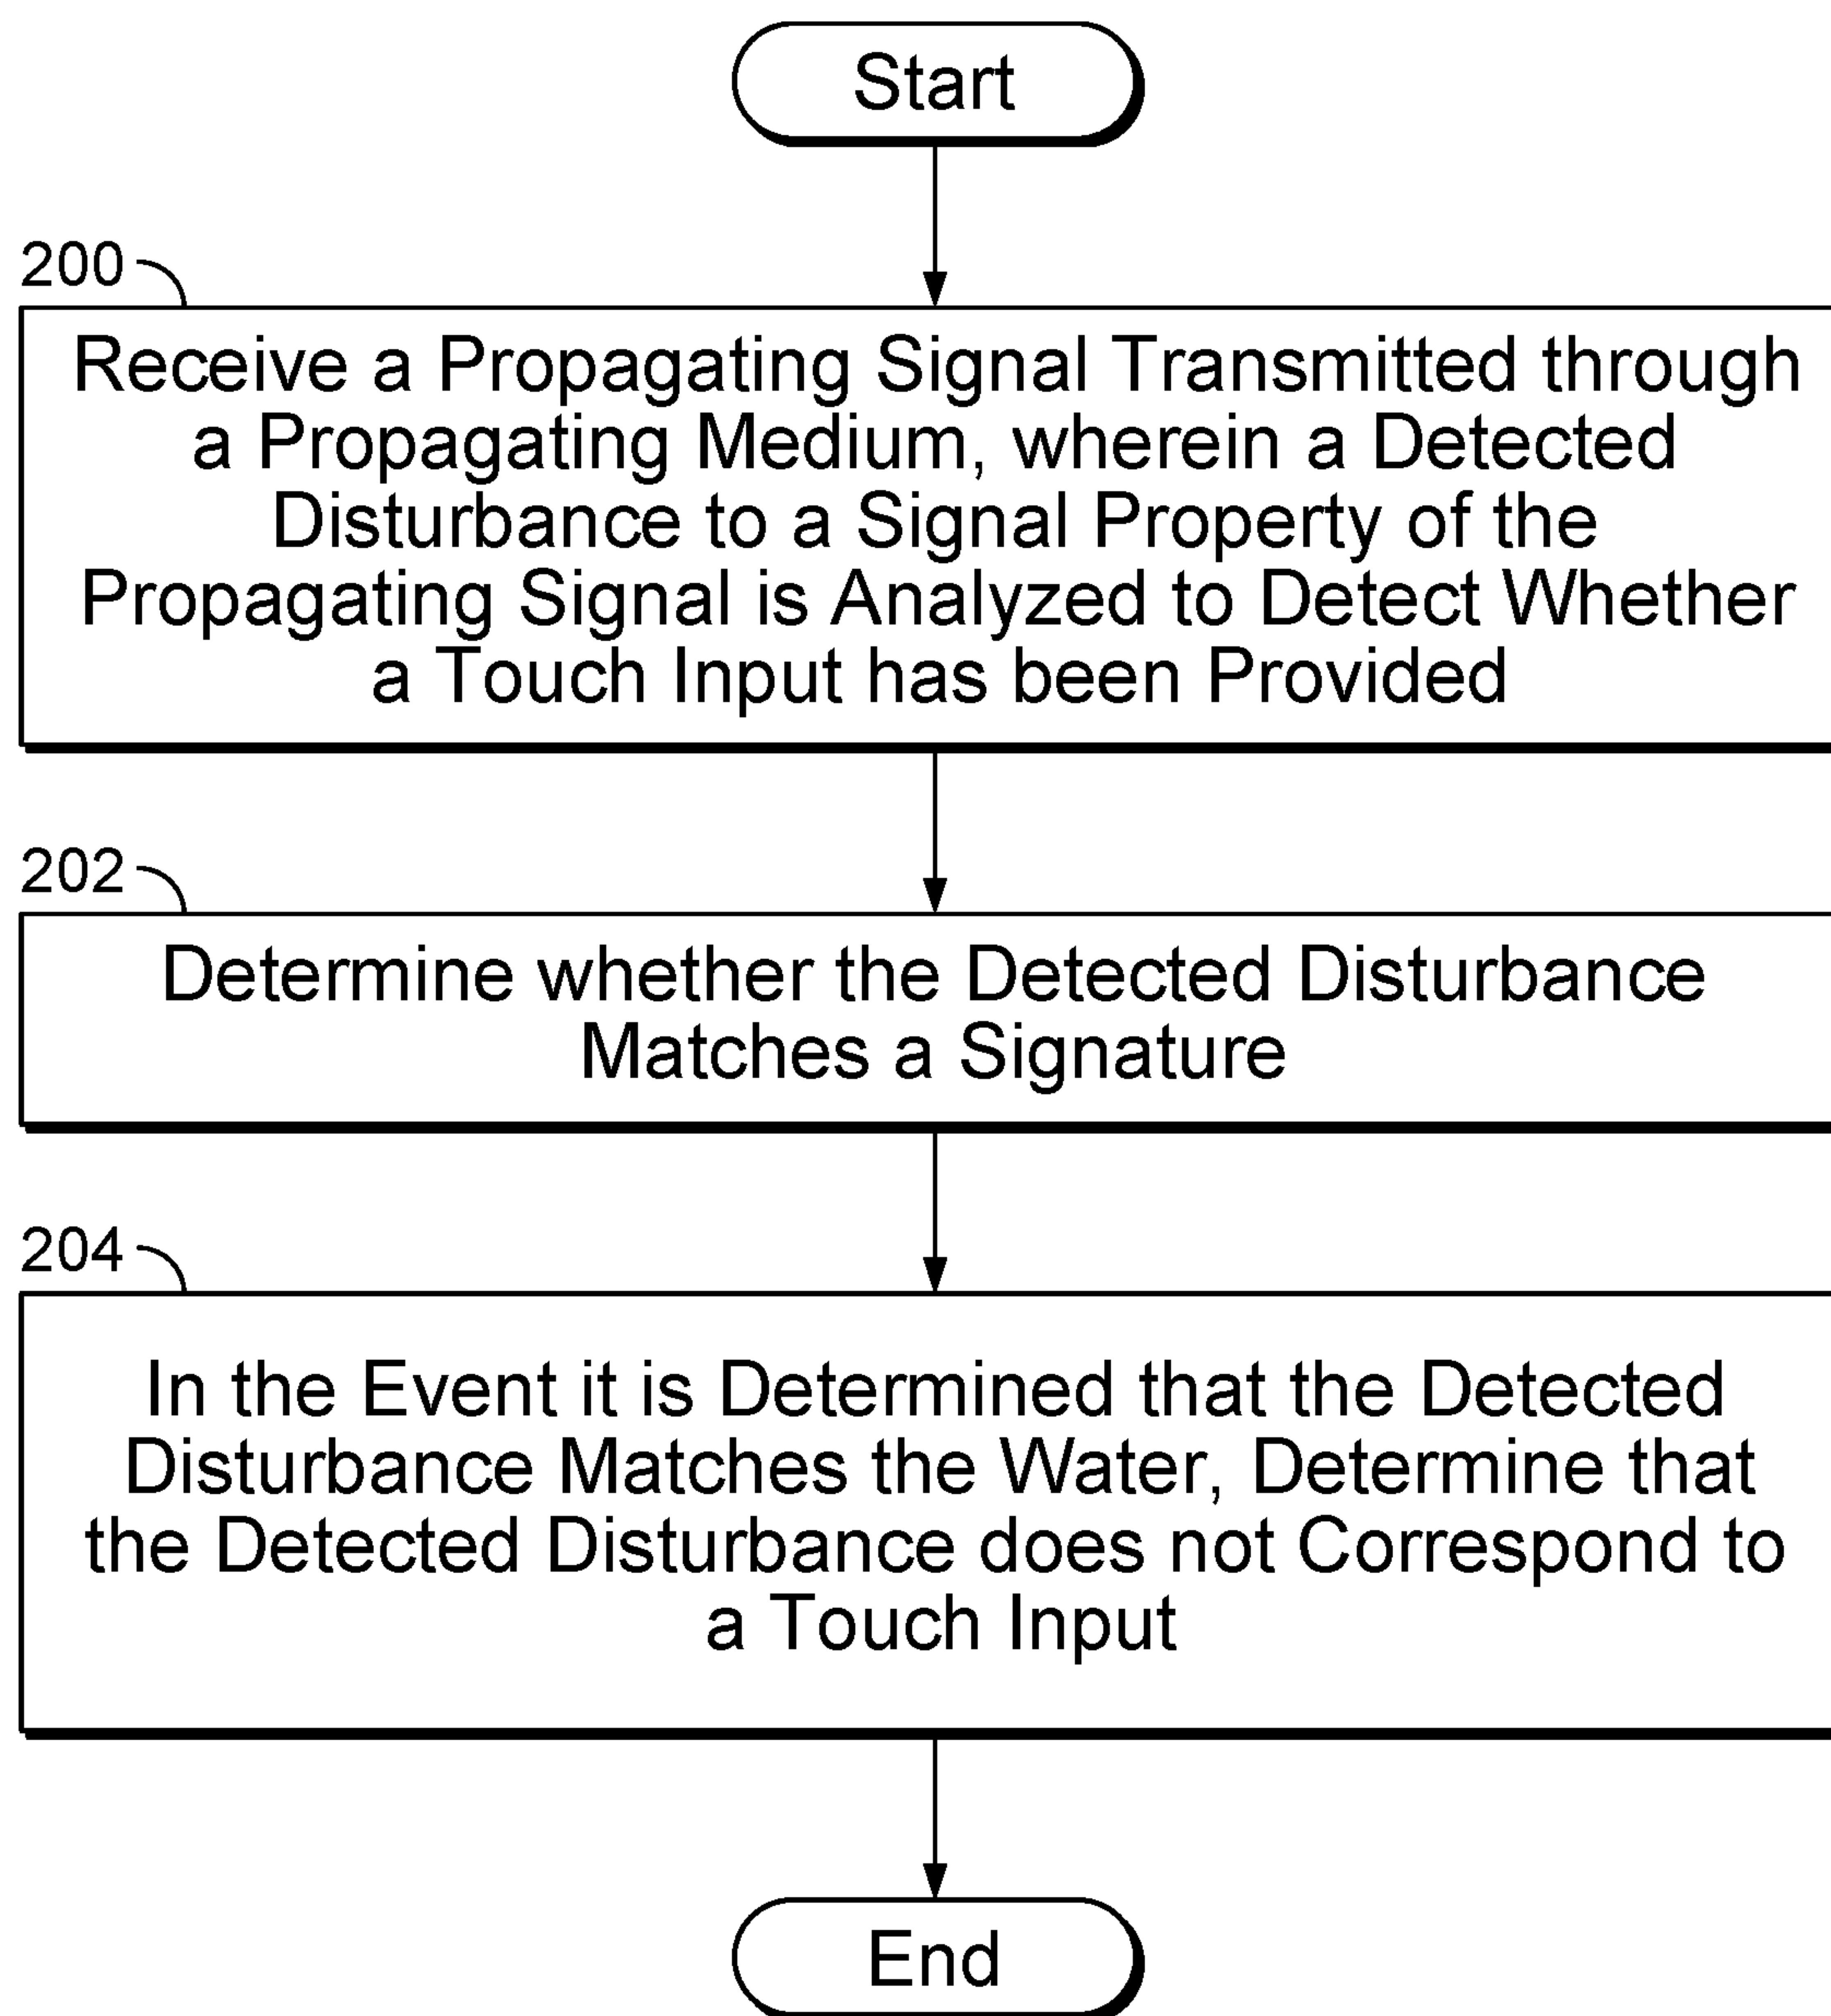 Start
200
Receive a Propagating Signal Transmitted through
a Propagating Medium, wherein a Detected
Disturbance to a Signal Property of the
Propagating Signal is Analyzed to Detect Whether
a Touch Input has been Provided
202
Determine whether the Detected Disturbance
Matches a Signature
204
In the Event it is Determined that the Detected
Disturbance Matches the Water, Determine that
the Detected Disturbance does not Correspond to
a Touch Input
End